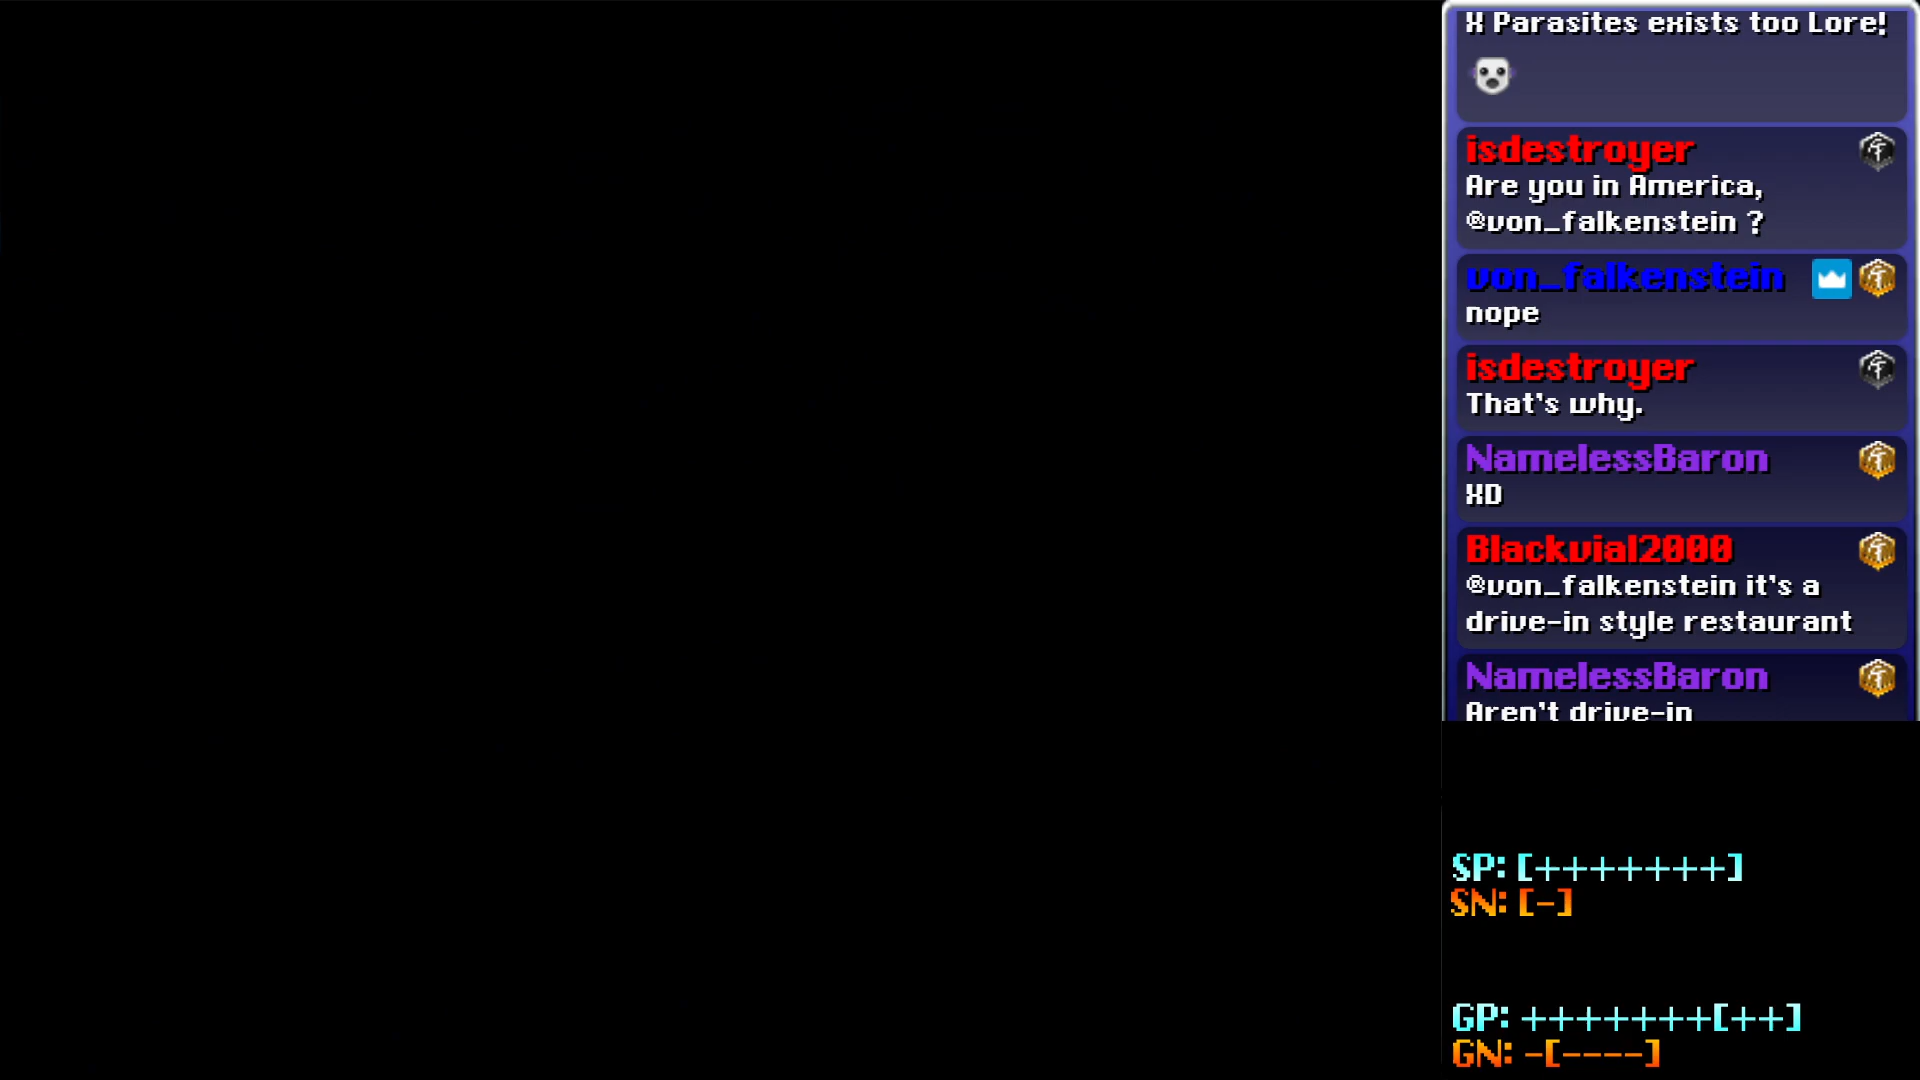 X Parasites exists too Lore!
isdestroyer
Are you in America,
@von_falkenstein ?
von_falkenstein
nope
isdestroyer
That's why.
NamelessBaron
XD
Blackvial2000
@von_falkenstein it's a
drive-in style restaurant
NamelessBaron
Aren't drive-in
SP: [+++++++]
SN: [-]
GP: +++++++[++]
GN: -[----]